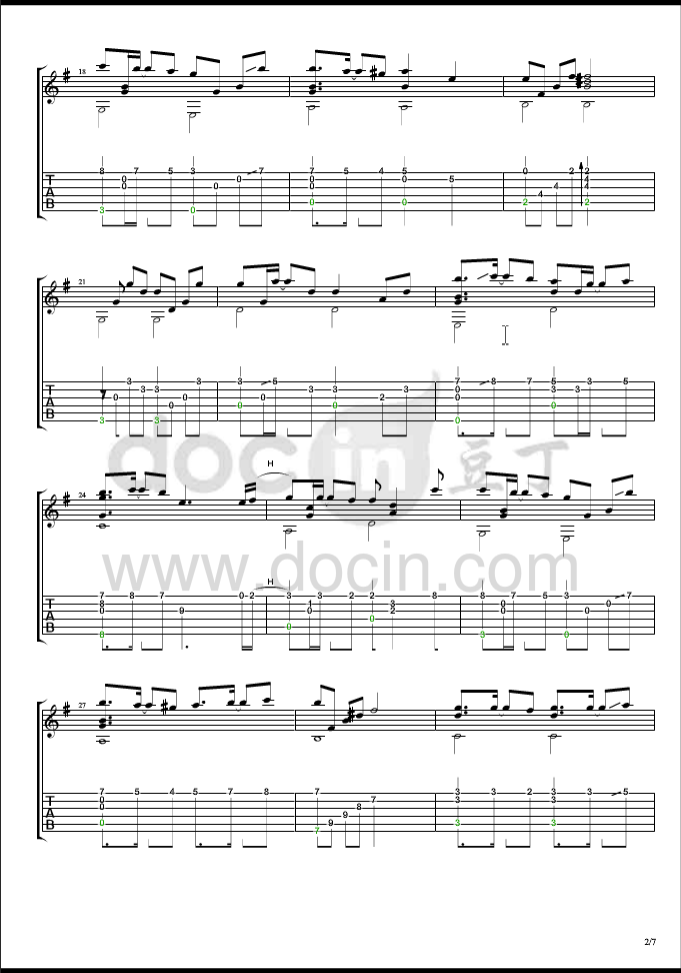 18
T 8 0 7 5 3 0 0 7 7 5 4 5 5 0 4 4 2 2
A 0 0 0 0 0 4 4
B 3 0 0 0 2 2
21
T 3 3 3 3 3 5 3 3 3 7 8 7 5 3 3 5
A 0 0 0 0 0 2 0 0
B 3 3 0
24
H
doc in 豆丁
www.docin.com
H
T 7 8 7 9 0 2 3 1 3 2 2 3 8 8 0 7 5 3 0 0 7
A 8 0 0 0 0 2 0
B 0 3 0
27
T 7 5 4 5 7 8 7 9 9 8 7 3 3 2 3 3 5
A 0 0 3 3
B 0 7 3 3
2/7